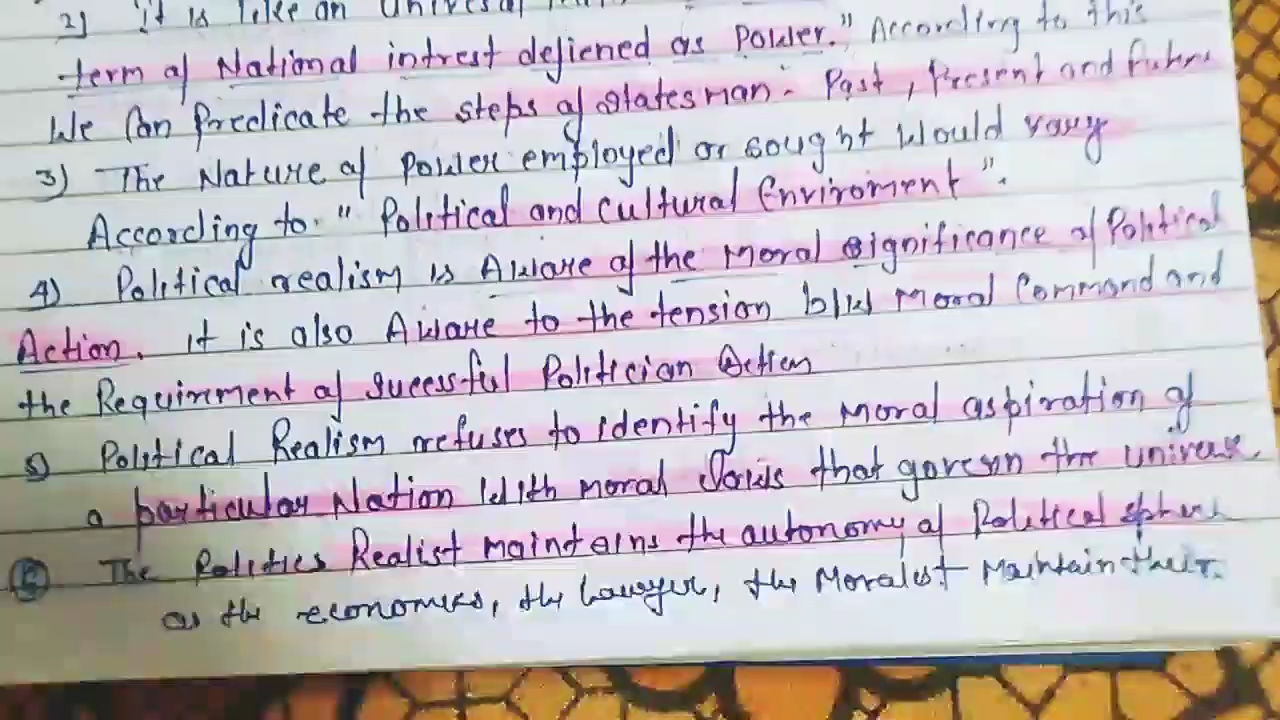 2) it is like an Universal
term of National intrest defiened as Power." According to this
We Can Predicate the steps of statesman - Past, Present and future
3) The Nature of Power employed or sought would vary
According to. " Political and cultural Enviroment ".
4) Political realism is Aware of the moral significance of Political
Action. it is also Aware to the tension b/w moral Command and
the Requirment of sucessful Politician Action
5) Political Realism refuses to identify the moral aspiration of
a particular Nation with moral laws that govern the universe
6 The Politics Realist maintains the autonomy of Political sphere
as the economics, the lawyer, the Moralist Maintain their.